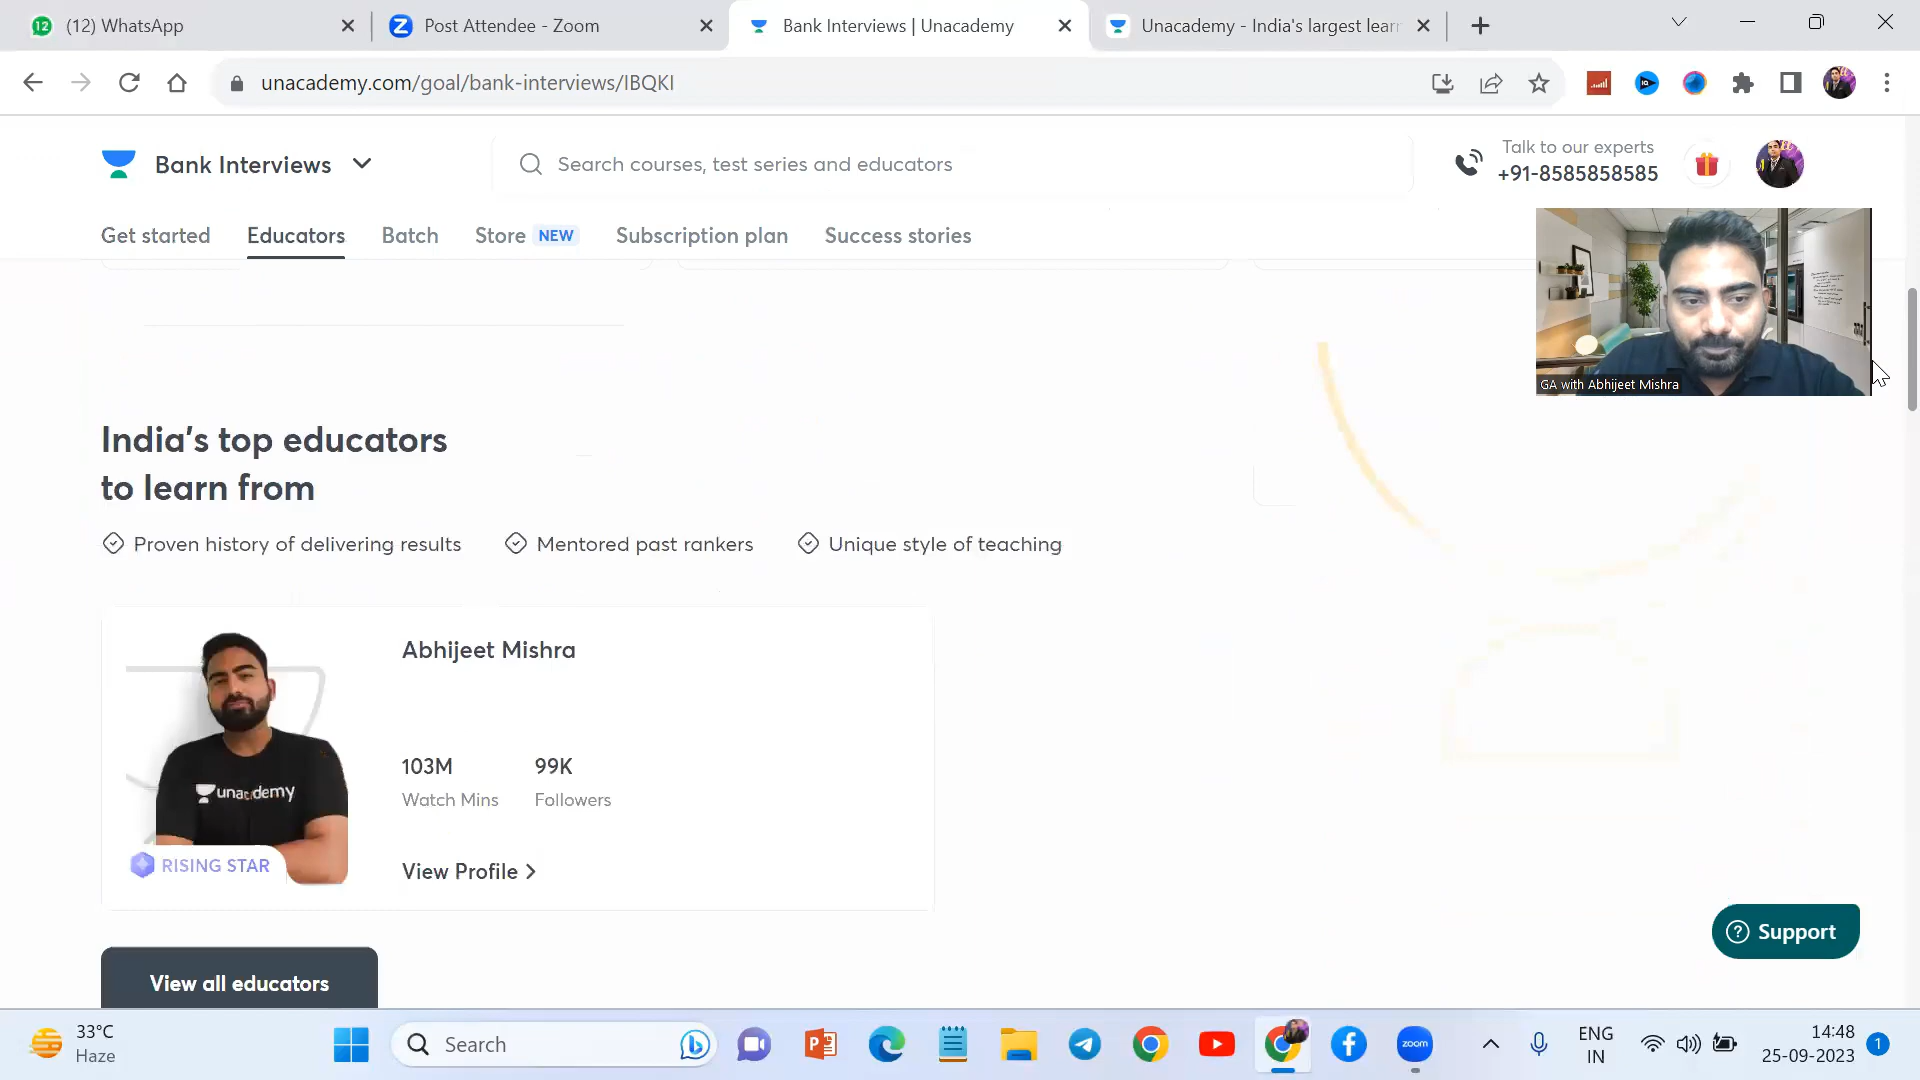 12
(12) WhatsApp
Post Attendee - Zoom
Bank Interviews | Unacademy
Unacademy - India's largest lear
unacademy.com/goal/bank-interviews/IBQKI
Bank Interviews
Search courses, test series and educators
Talk to our experts
+91-8585858585
Get started
Educators
Batch
Store NEW
Subscription plan
Success stories
GA with Abhijeet Mishra
India's top educators
to learn from
Proven history of delivering results
Mentored past rankers
Unique style of teaching
Abhijeet Mishra
103M
99K
Watch Mins
Followers
unacademy
RISING STAR
View Profile >
Support
View all educators
33°C
Haze
Search
zoom
ENG
IN
14:48
25-09-2023
1